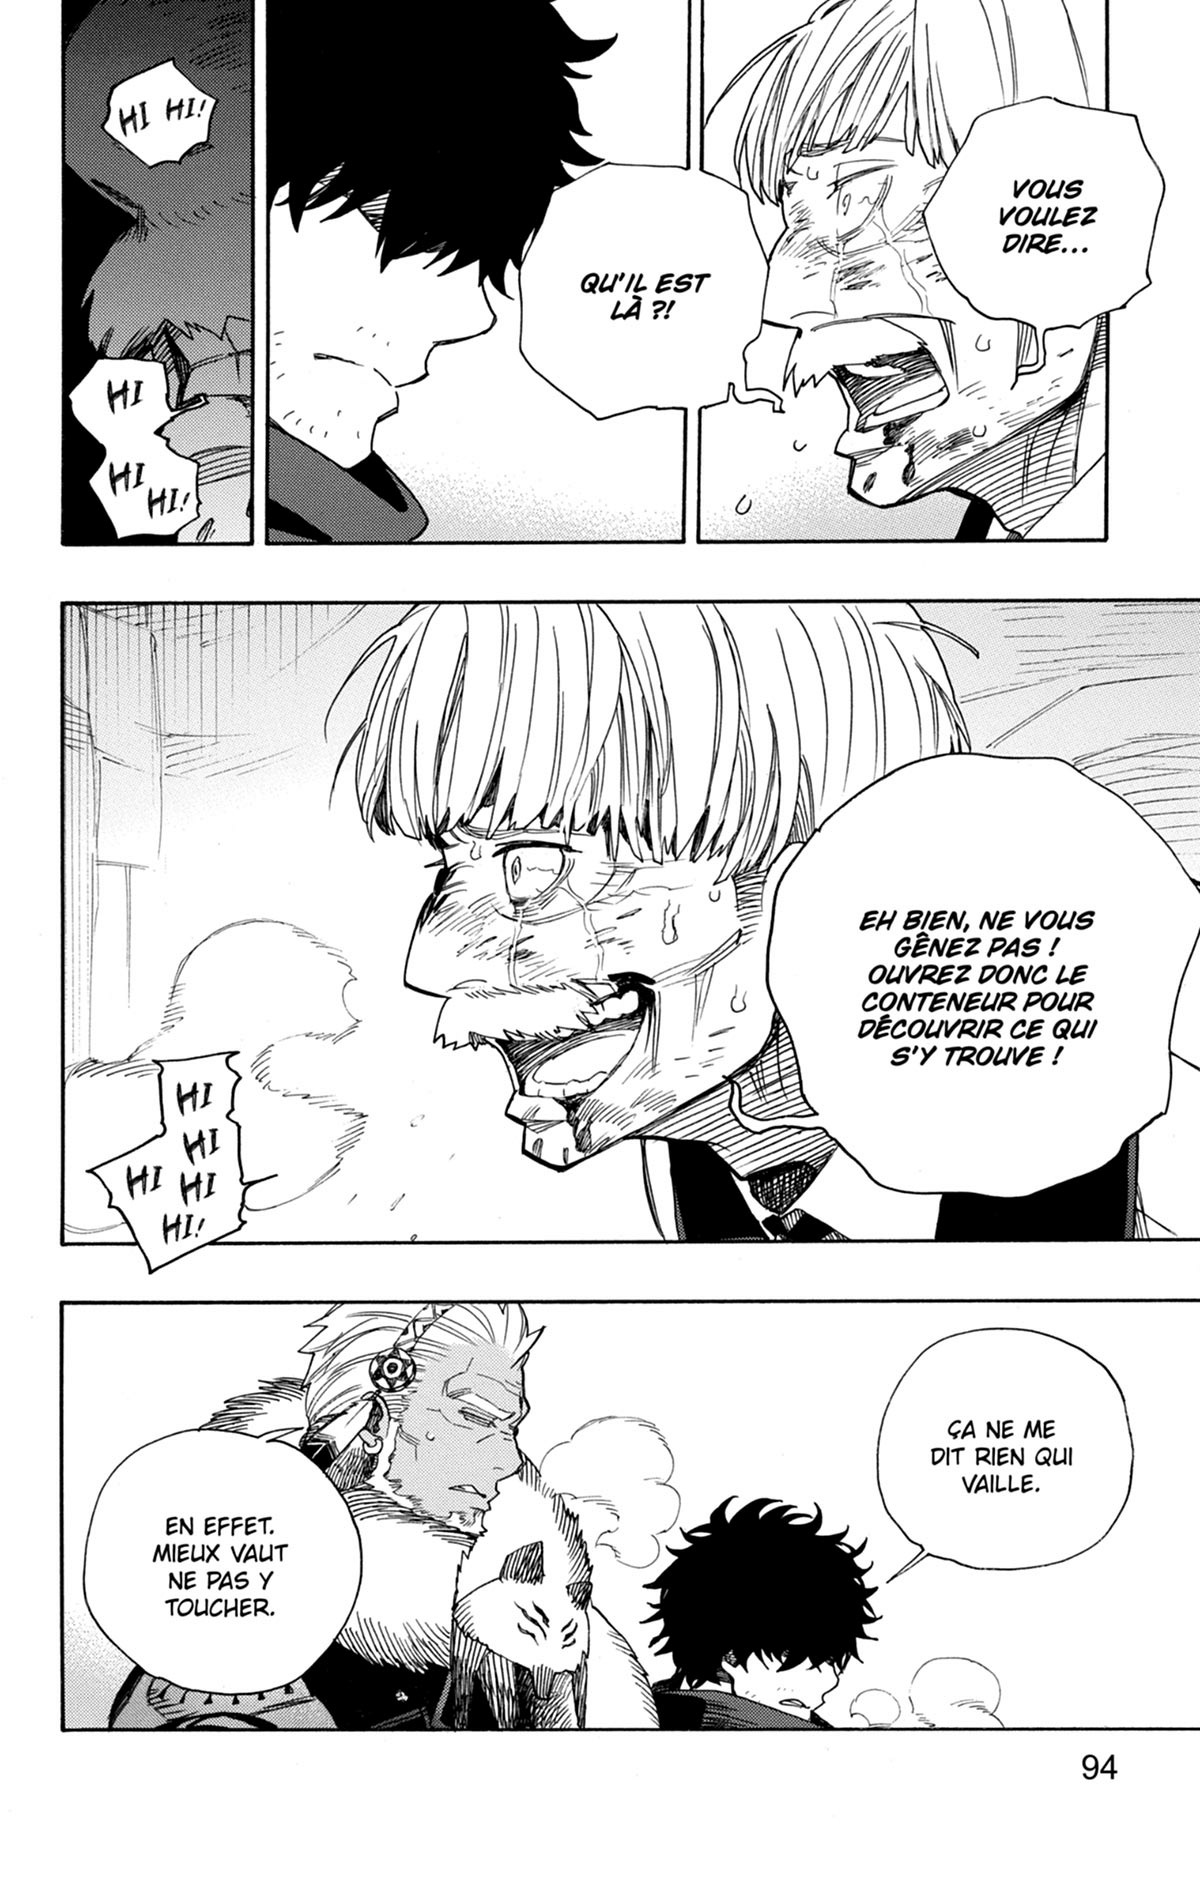 VOUS
VOULEZ
DIRE...
QU'IL EST
LÀ ?!
HI HI!
HI
HI
HI!
EH BIEN, NE VOUS
GÊNEZ PAS !
OUVREZ DONC LE
CONTENEUR POUR
DÉCOUVRIR CE QUI
S'Y TROUVE !
HI
HI
HI HI
HI!
ÇA NE ME
DIT RIEN QUI
VAILLE.
EN EFFET.
MIEUX VAUT
NE PAS Y
TOUCHER.
94